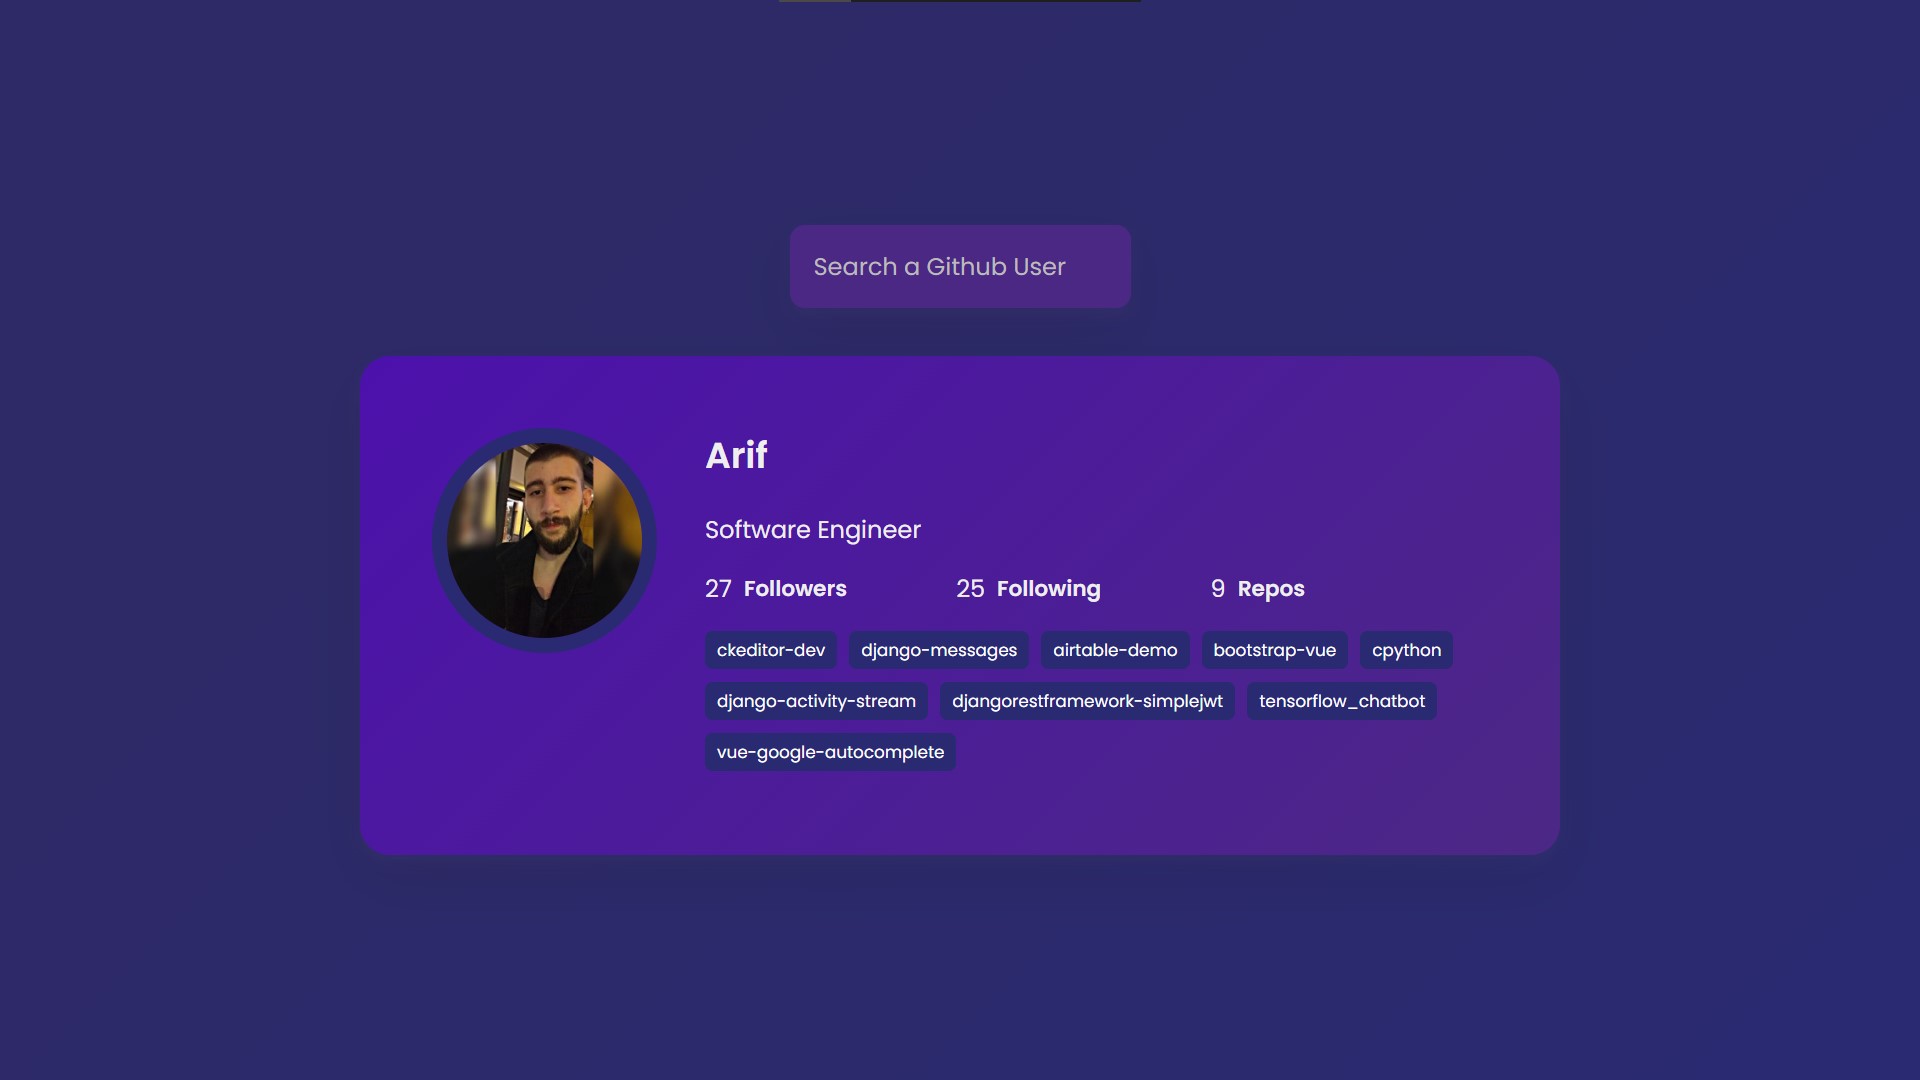 Search a Github User
Arif
Software Engineer
27 Followers 25 Following 9 Repos
ckeditor-dev django-messages airtable-demo bootstrap-vue cpython
django-activity-stream djangorestframework-simplejwt tensorflow_chatbot
vue-google-autocomplete